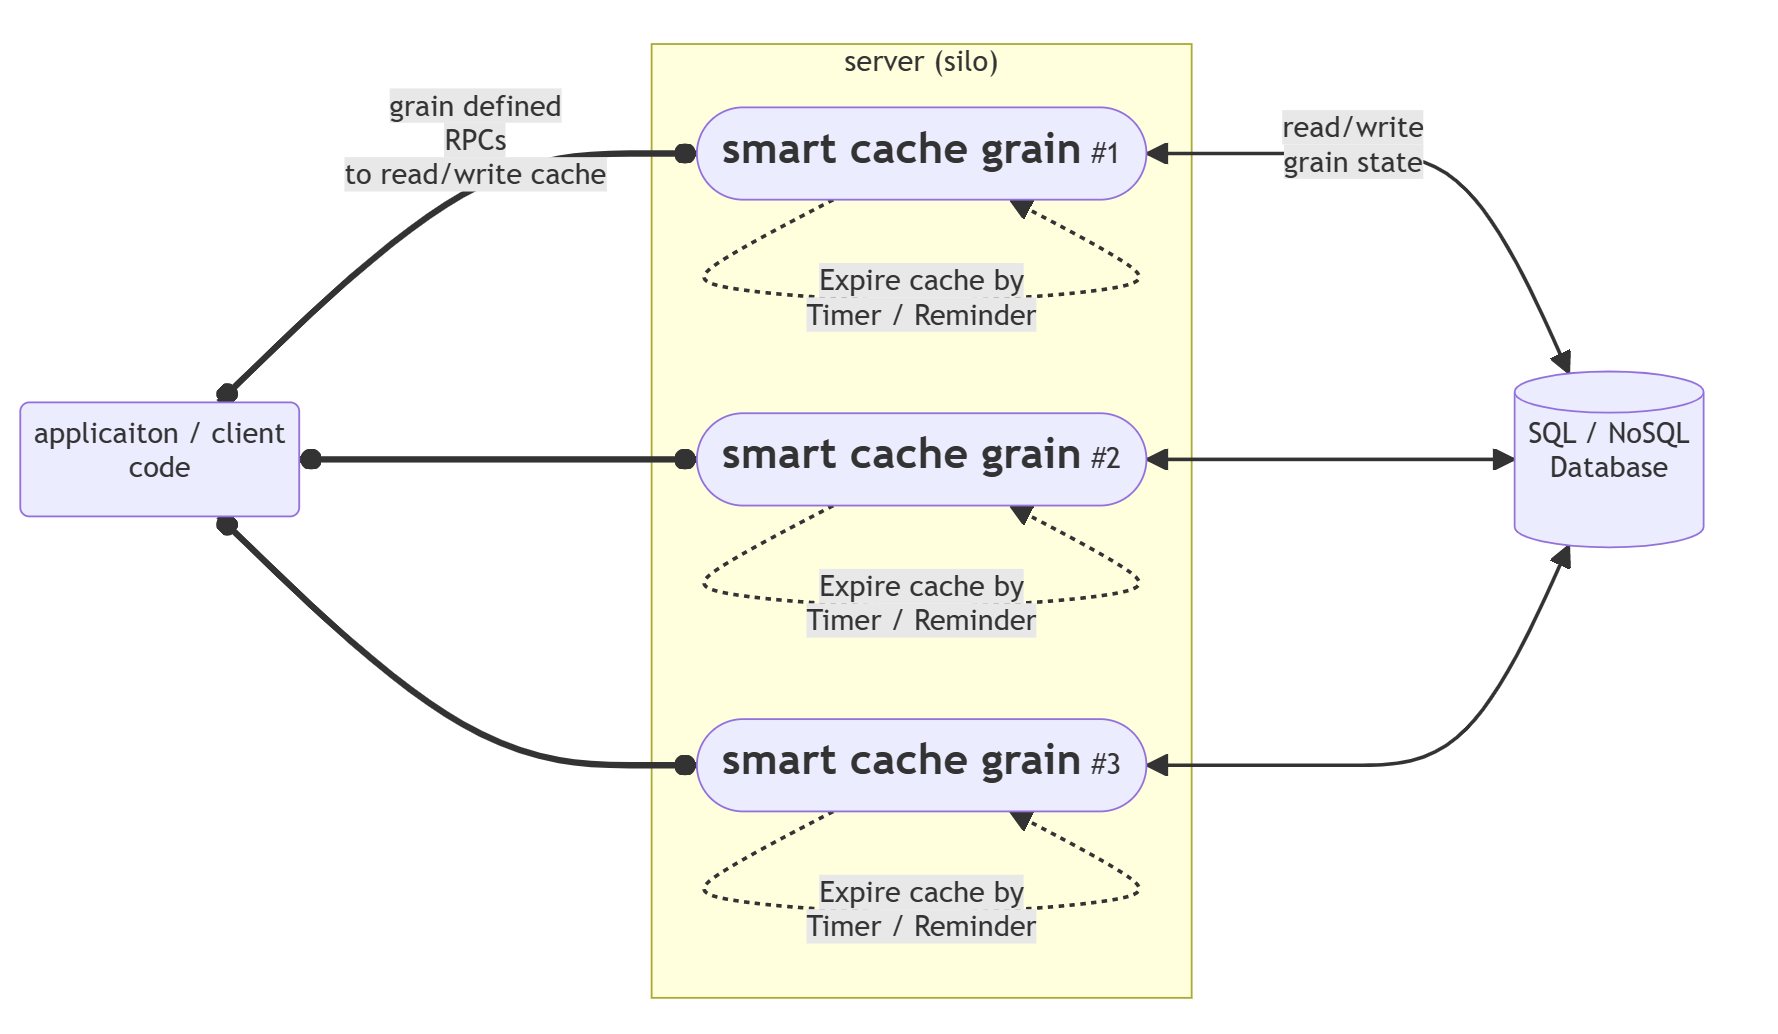 server (silo)
grain defined
RPCs
to read/write cache
smart cache grain #1
read/write
grain state
Expire cache by
Timer / Reminder
applicaiton / client
code
smart cache grain #2
SQL / NoSQL
Database
Expire cache by
Timer / Reminder
smart cache grain #3
Expire cache by
Timer / Reminder